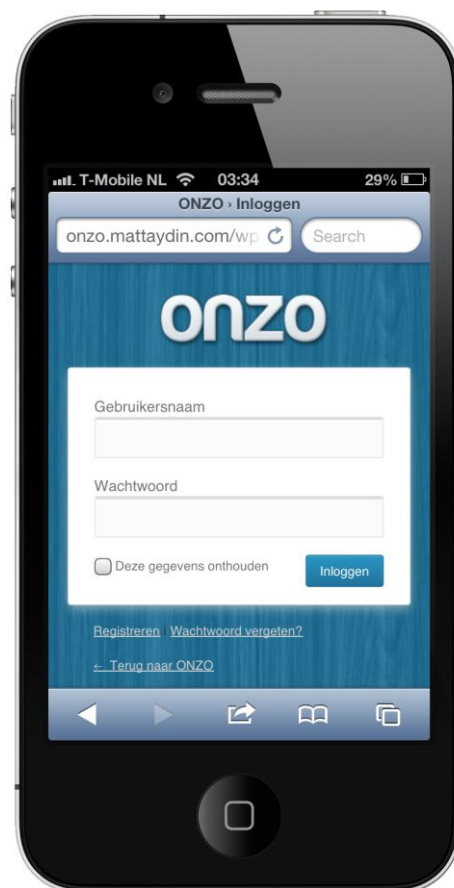 T-Mobile NL 03:34 29%
ONZO › Inloggen
onzo.mattaydin.com/wp Search
onzo
Gebruikersnaam
Wachtwoord
Deze gegevens onthouden Inloggen
Registreren | Wachtwoord vergeten?
← Terug naar ONZO